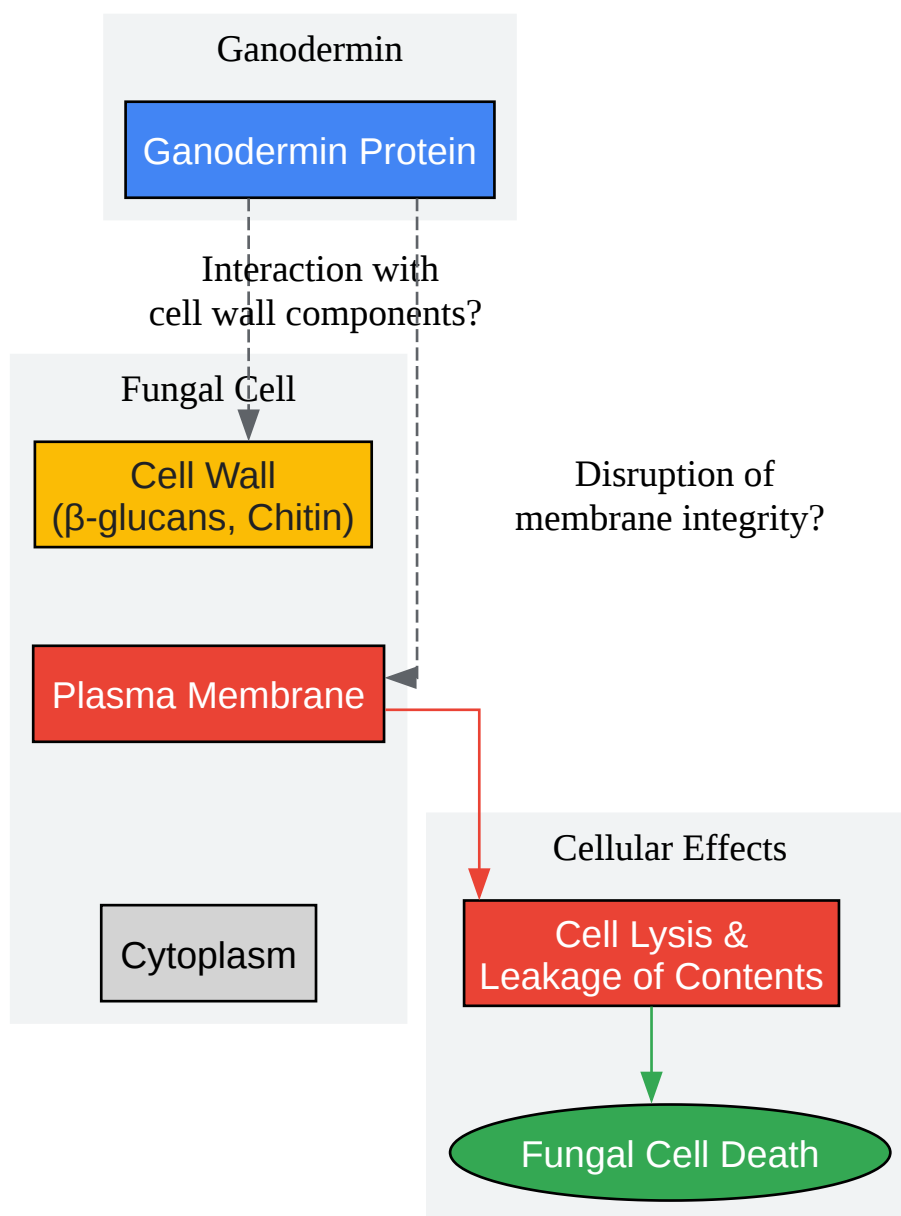 Ganodermin
Ganodermin Protein
Interaction with
cell wall components?
Fungal Cell
Cell Wall
(β-glucans, Chitin)
Disruption of
membrane integrity?
Plasma Membrane
Cellular Effects
Cell Lysis &
Leakage of Contents
Cytoplasm
Fungal Cell Death